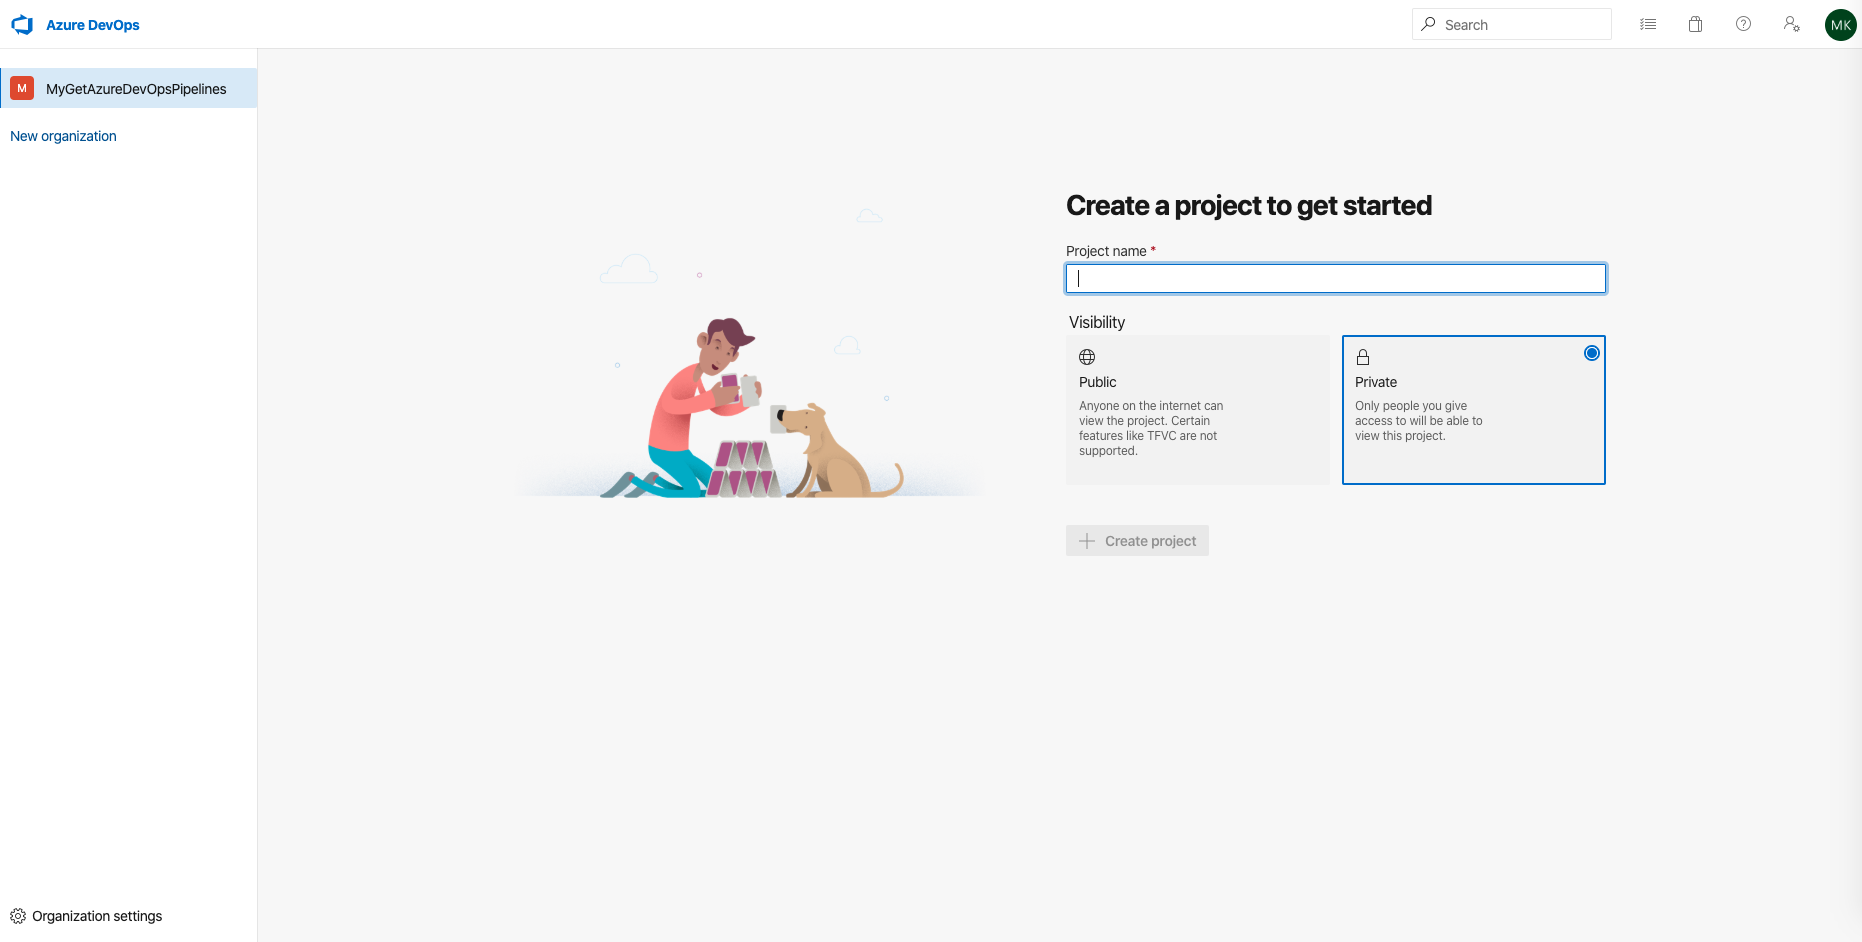 Azure DevOps
Search
MK
M
MyGetAzureDevOpsPipelines
New organization
Create a project to get started
Project name *
Visibility
Public
Anyone on the internet can
view the project. Certain
features like TFVC are not
supported.
Private
Only people you give
access to will be able to
view this project.
Create project
Organization settings